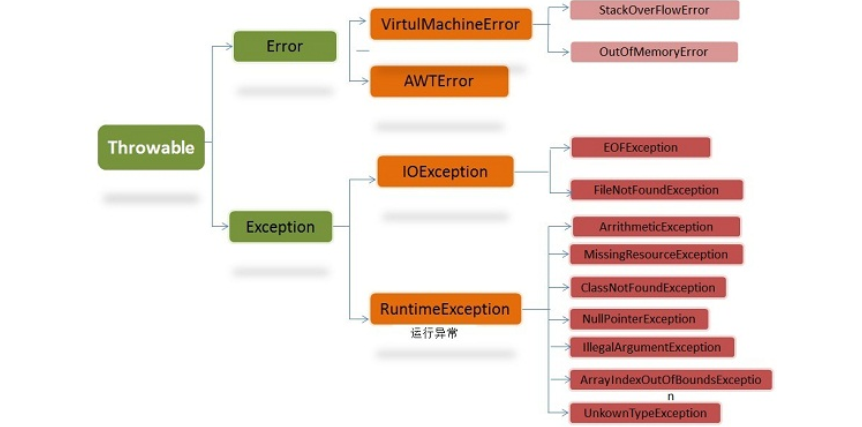 Throwable
Error
VirtulMachineError
StackOverFlowError
OutOfMemoryError
AWTError
Exception
IOException
EOFException
FileNotFoundException
RuntimeException
运行异常
ArrithmeticException
MissingResourceException
ClassNotFoundException
NullPointerException
IllegalArgumentException
ArrayIndexOutOfBoundsExceptio
n
UnkownTypeException